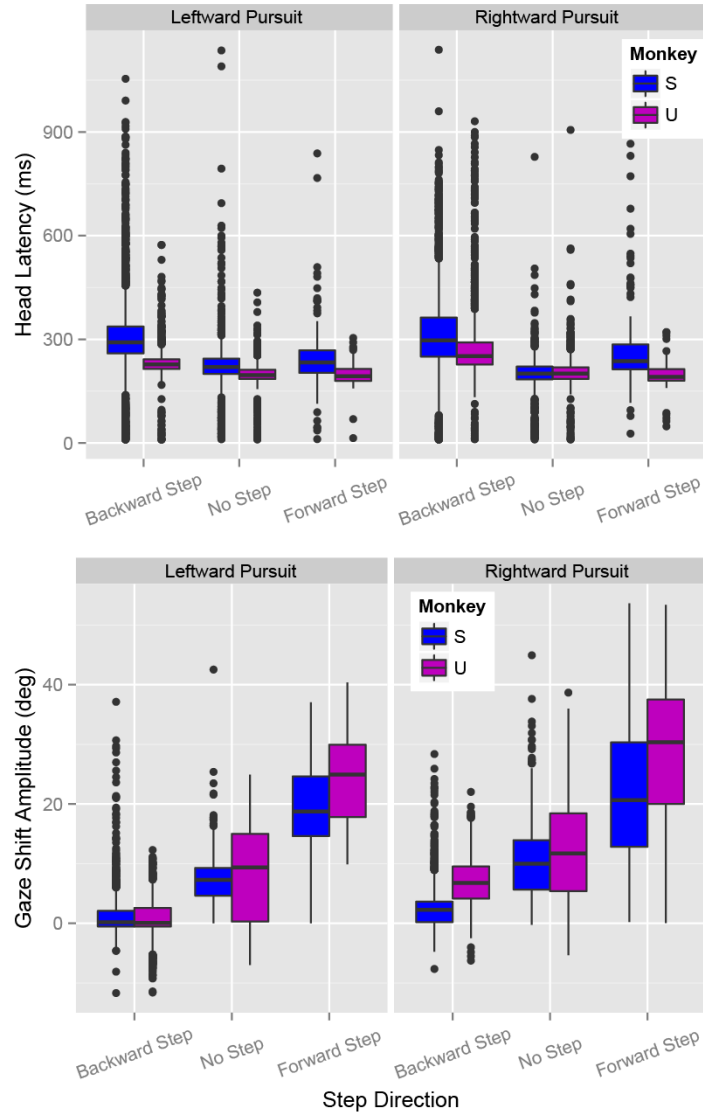 Leftward Pursuit
Rightward Pursuit
Monkey
S
U
Head Latency (ms)
900
600
300
0
Backward Step
No Step
Forward Step
Backward Step
No Step
Forward Step
Leftward Pursuit
Rightward Pursuit
Monkey
S
U
Gaze Shift Amplitude (deg)
40
20
0
Backward Step
No Step
Forward Step
Backward Step
No Step
Forward Step
Step Direction